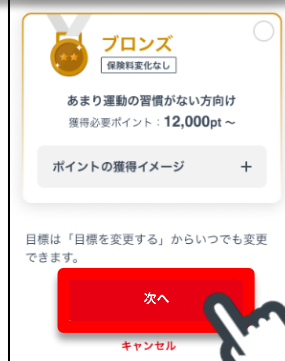 ブロンズ
保険料変化なし
あまり運動の習慣がない方向け
獲得必要ポイント：12,000pt ～
ポイントの獲得イメージ +
目標は「目標を変更する」からいつでも変更
できます。
次へ
キャンセル